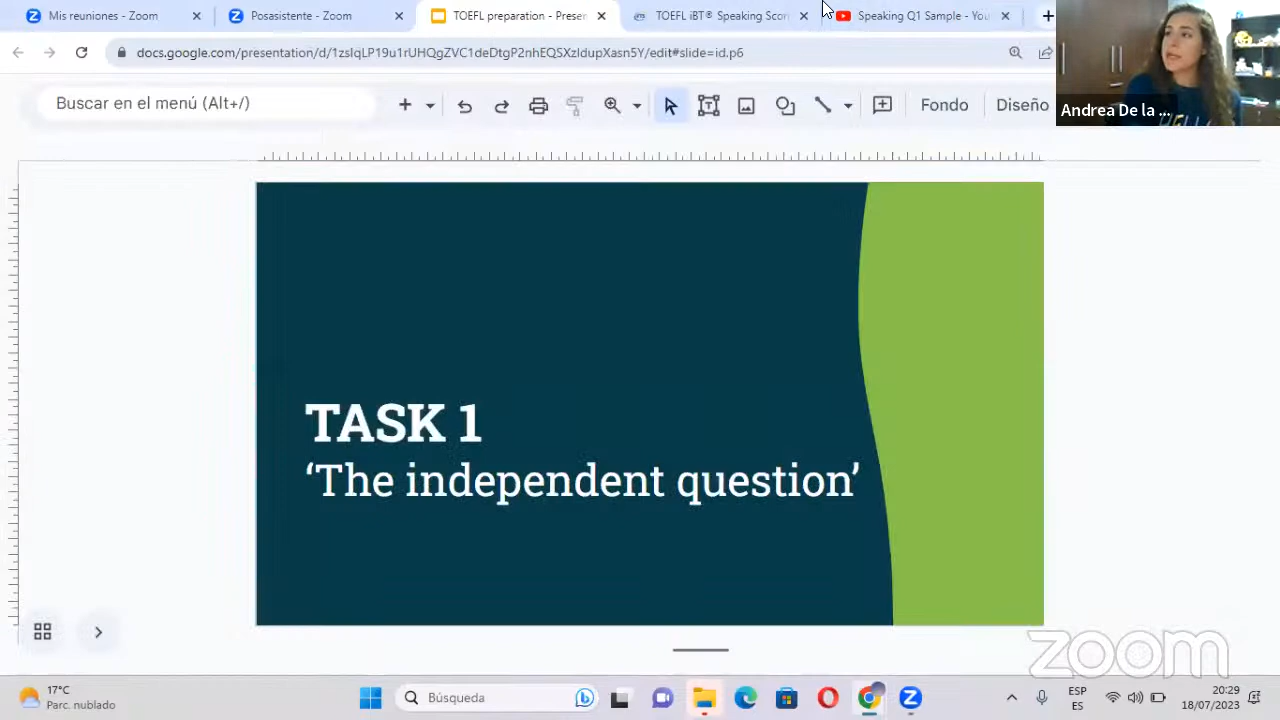 Mis reuniones - Zoom
Posasistente - Zoom
TOEFL preparation - Preser
TOEFL iBT® Speaking Scor
Speaking Q1 Sample - You
docs.google.com/presentation/d/1zsIqLP19u1rUHQgZVC1deDtgP2nhEQSXzIdupXasn5Y/edit#slide=id.p6
Buscar en el menú (Alt+/)
Fondo
Diseño
Andrea De la ...
TASK 1
‘The independent question’
zoom
17°C
Parc. nublado
Búsqueda
ESP
ES
20:29
18/07/2023